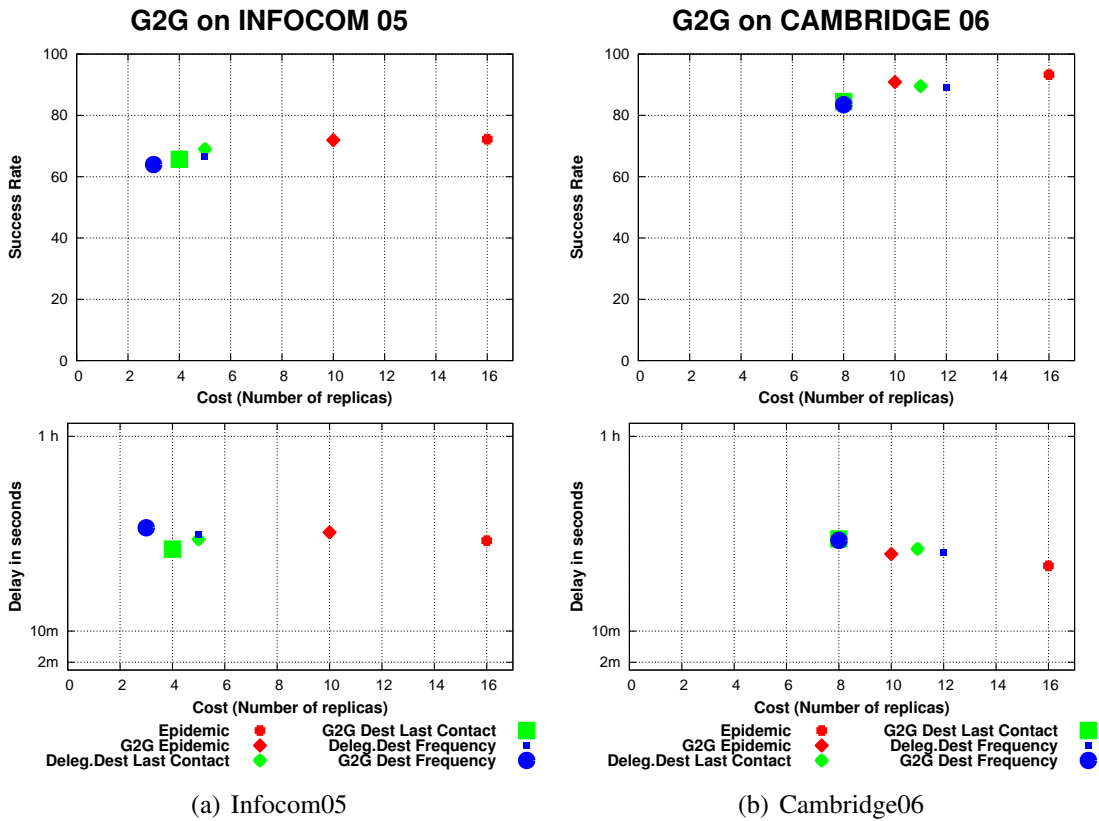 G2G on INFOCOM 05
100
80
60
40
20
0
Success Rate
0 2 4 6 8 10 12 14 16
Cost (Number of replicas)
1 h
10m
2m
Delay in seconds
0 2 4 6 8 10 12 14 16
Cost (Number of replicas)
Epidemic
G2G Epidemic
Deleg.Dest Last Contact
G2G Dest Last Contact
Deleg.Dest Frequency
G2G Dest Frequency
(a) Infocom05
G2G on CAMBRIDGE 06
100
80
60
40
20
0
Success Rate
0 2 4 6 8 10 12 14 16
Cost (Number of replicas)
1 h
10m
2m
Delay in seconds
0 2 4 6 8 10 12 14 16
Cost (Number of replicas)
Epidemic
G2G Epidemic
Deleg.Dest Last Contact
G2G Dest Last Contact
Deleg.Dest Frequency
G2G Dest Frequency
(b) Cambridge06